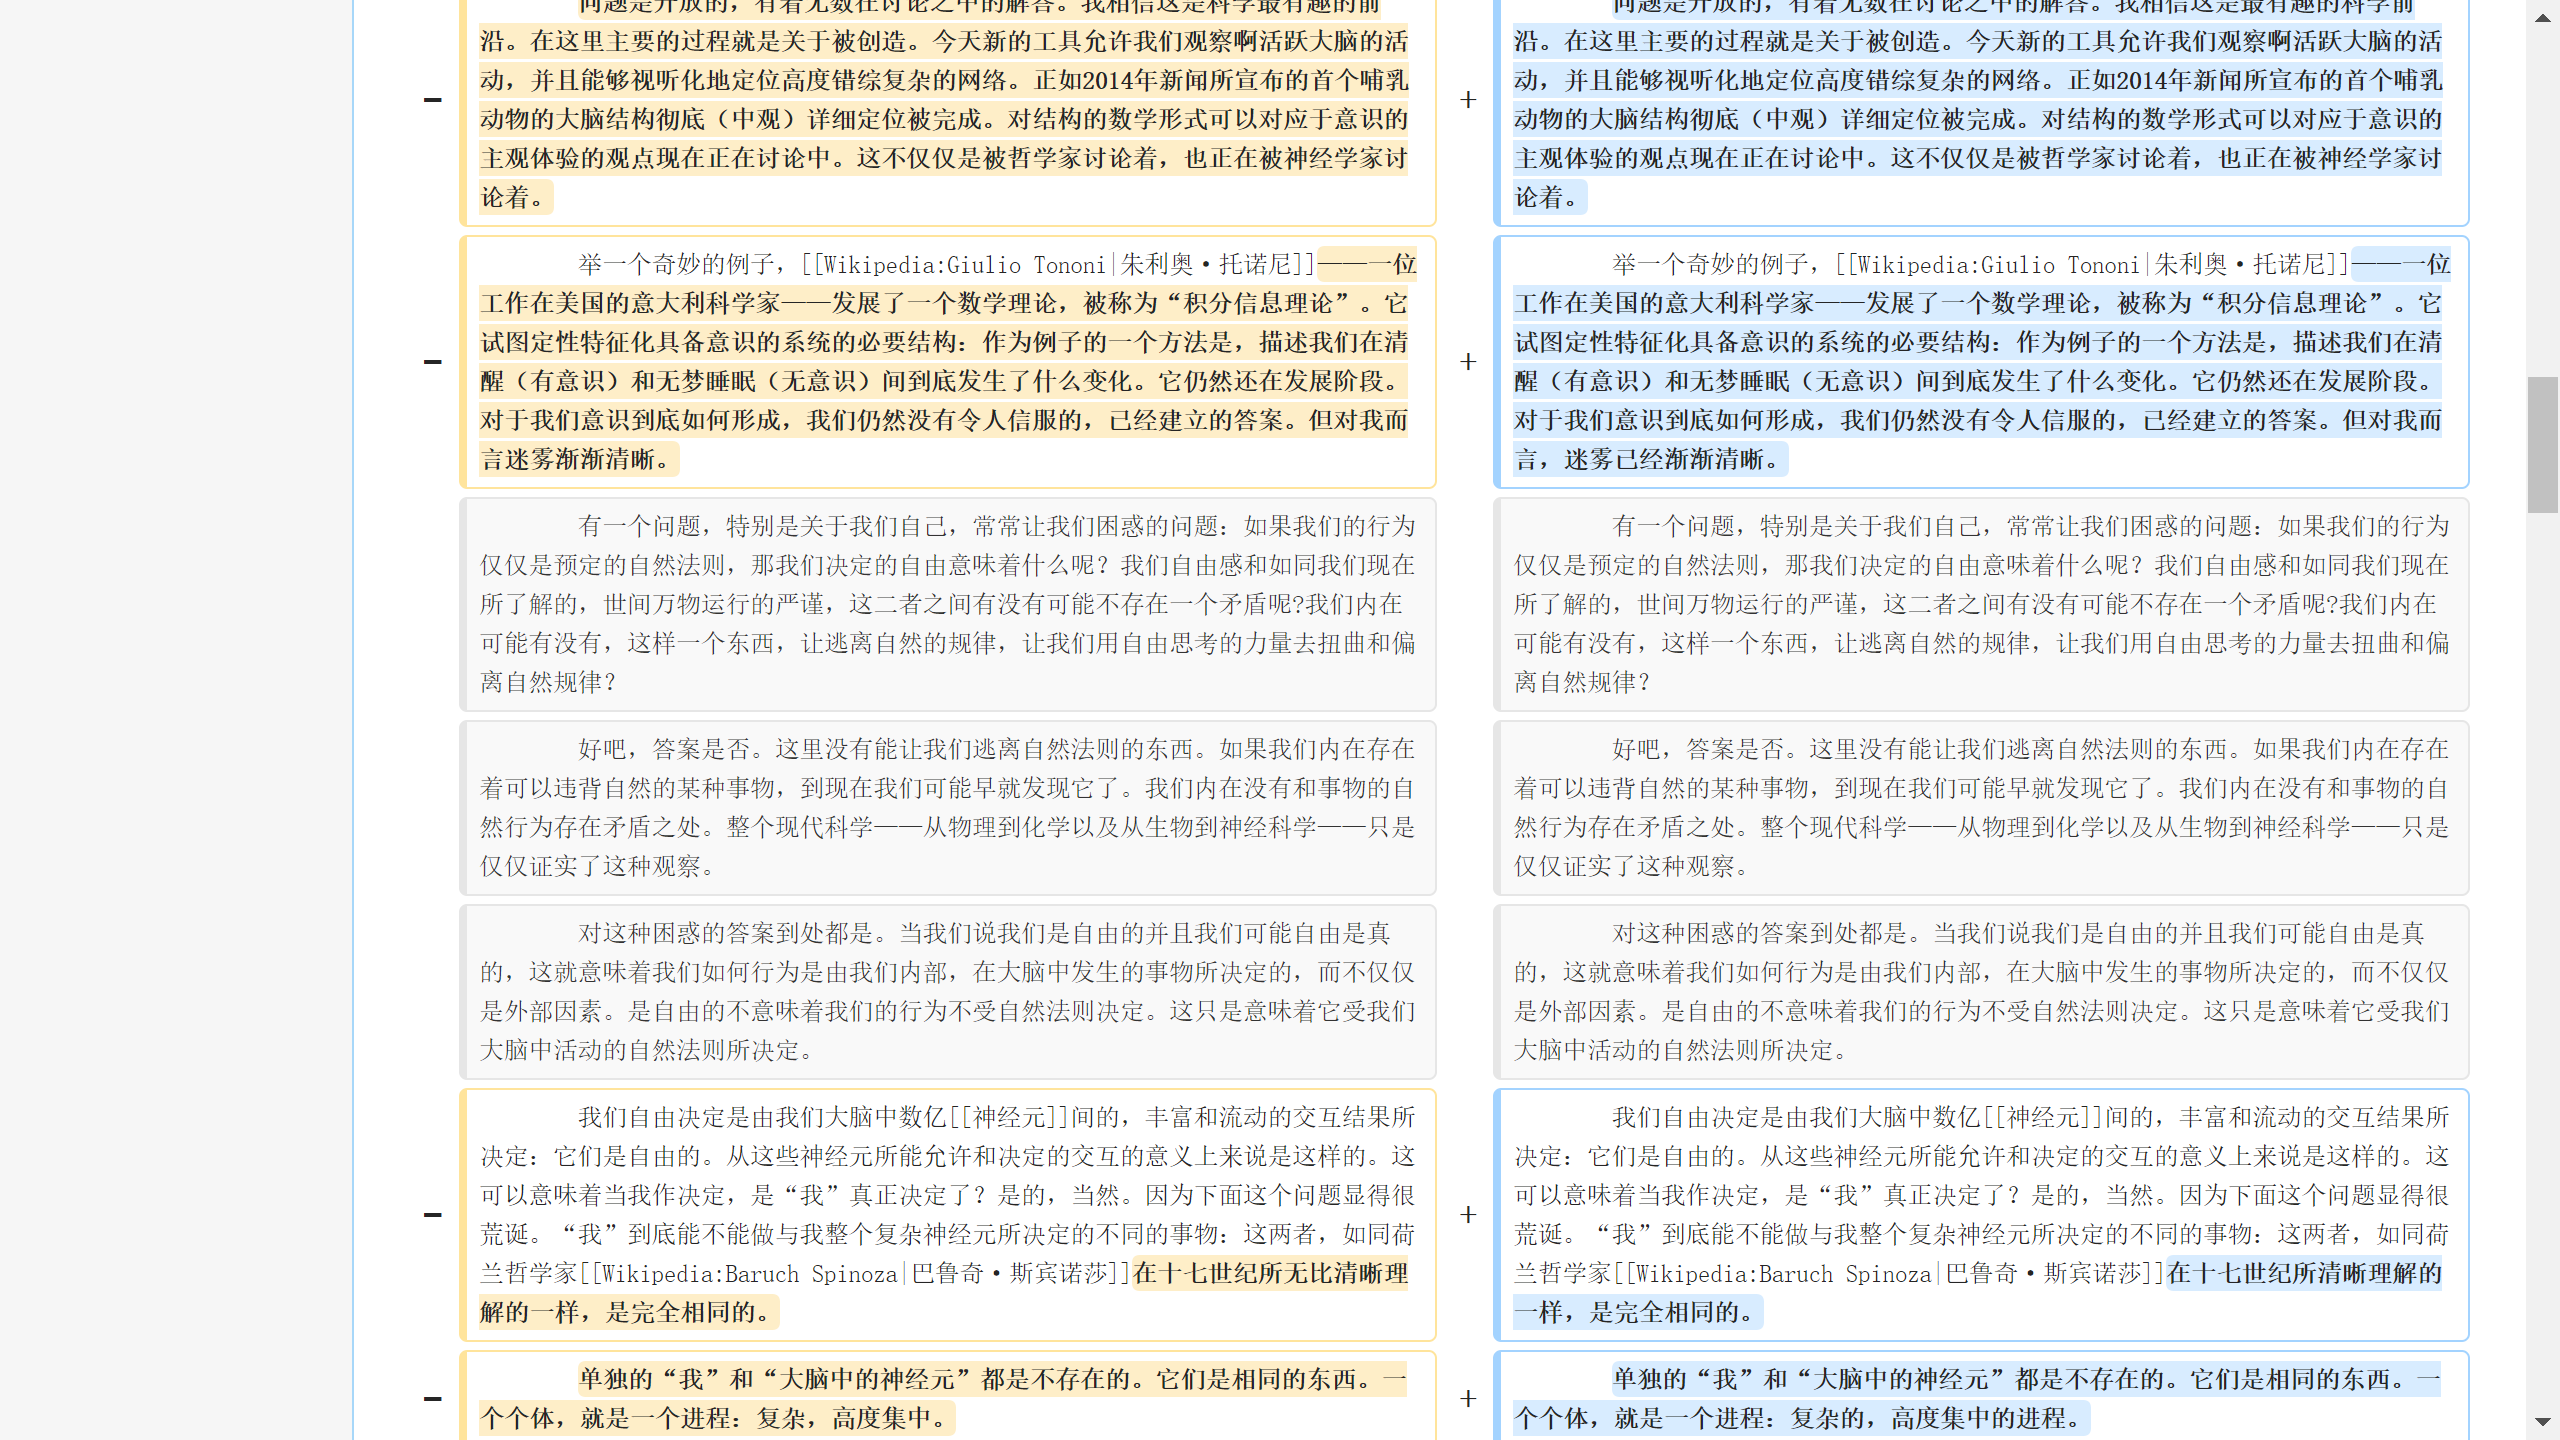 问题是开放的，有着无数在讨论之中的解答。我相信这是科学最有趣的前
沿。在这里主要的过程就是关于被创造。今天新的工具允许我们观察啊活跃大脑的活
动，并且能够视听化地定位高度错综复杂的网络。正如2014年新闻所宣布的首个哺乳
动物的大脑结构彻底（中观）详细定位被完成。对结构的数学形式可以对应于意识的
主观体验的观点现在正在讨论中。这不仅仅是被哲学家讨论着，也正在被神经学家讨
论着。
−
问题是开放的，有着无数在讨论之中的解答。我相信这是最有趣的科学前
沿。在这里主要的过程就是关于被创造。今天新的工具允许我们观察啊活跃大脑的活
动，并且能够视听化地定位高度错综复杂的网络。正如2014年新闻所宣布的首个哺乳
动物的大脑结构彻底（中观）详细定位被完成。对结构的数学形式可以对应于意识的
主观体验的观点现在正在讨论中。这不仅仅是被哲学家讨论着，也正在被神经学家讨
论着。
+
举一个奇妙的例子，[[Wikipedia:Giulio Tononi|朱利奥·托诺尼]]——一位
工作在美国的意大利科学家——发展了一个数学理论，被称为“积分信息理论”。它
试图定性特征化具备意识的系统的必要结构：作为例子的一个方法是，描述我们在清
醒（有意识）和无梦睡眠（无意识）间到底发生了什么变化。它仍然还在发展阶段。
对于我们意识到底如何形成，我们仍然没有令人信服的，已经建立的答案。但对我而
言迷雾渐渐清晰。
−
举一个奇妙的例子，[[Wikipedia:Giulio Tononi|朱利奥·托诺尼]]——一位
工作在美国的意大利科学家——发展了一个数学理论，被称为“积分信息理论”。它
试图定性特征化具备意识的系统的必要结构：作为例子的一个方法是，描述我们在清
醒（有意识）和无梦睡眠（无意识）间到底发生了什么变化。它仍然还在发展阶段。
对于我们意识到底如何形成，我们仍然没有令人信服的，已经建立的答案。但对我而
言，迷雾已经渐渐清晰。
+
有一个问题，特别是关于我们自己，常常让我们困惑的问题：如果我们的行为
仅仅是预定的自然法则，那我们决定的自由意味着什么呢？我们自由感和如同我们现在
所了解的，世间万物运行的严谨，这二者之间有没有可能不存在一个矛盾呢?我们内在
可能有没有，这样一个东西，让逃离自然的规律，让我们用自由思考的力量去扭曲和偏
离自然规律？
有一个问题，特别是关于我们自己，常常让我们困惑的问题：如果我们的行为
仅仅是预定的自然法则，那我们决定的自由意味着什么呢？我们自由感和如同我们现在
所了解的，世间万物运行的严谨，这二者之间有没有可能不存在一个矛盾呢?我们内在
可能有没有，这样一个东西，让逃离自然的规律，让我们用自由思考的力量去扭曲和偏
离自然规律？
好吧，答案是否。这里没有能让我们逃离自然法则的东西。如果我们内在存在
着可以违背自然的某种事物，到现在我们可能早就发现它了。我们内在没有和事物的自
然行为存在矛盾之处。整个现代科学——从物理到化学以及从生物到神经科学——只是
仅仅证实了这种观察。
好吧，答案是否。这里没有能让我们逃离自然法则的东西。如果我们内在存在
着可以违背自然的某种事物，到现在我们可能早就发现它了。我们内在没有和事物的自
然行为存在矛盾之处。整个现代科学——从物理到化学以及从生物到神经科学——只是
仅仅证实了这种观察。
对这种困惑的答案到处都是。当我们说我们是自由的并且我们可能自由是真
的，这就意味着我们如何行为是由我们内部，在大脑中发生的事物所决定的，而不仅仅
是外部因素。是自由的不意味着我们的行为不受自然法则决定。这只是意味着它受我们
大脑中活动的自然法则所决定。
对这种困惑的答案到处都是。当我们说我们是自由的并且我们可能自由是真
的，这就意味着我们如何行为是由我们内部，在大脑中发生的事物所决定的，而不仅仅
是外部因素。是自由的不意味着我们的行为不受自然法则决定。这只是意味着它受我们
大脑中活动的自然法则所决定。
我们自由决定是由我们大脑中数亿[[神经元]]间的，丰富和流动的交互结果所
决定：它们是自由的。从这些神经元所能允许和决定的交互的意义上来说是这样的。这
可以意味着当我作决定，是“我”真正决定了？是的，当然。因为下面这个问题显得很
荒诞。“我”到底能不能做与我整个复杂神经元所决定的不同的事物：这两者，如同荷
兰哲学家[[Wikipedia:Baruch Spinoza|巴鲁奇·斯宾诺莎]]在十七世纪所无比清晰理
解的一样，是完全相同的。
−
我们自由决定是由我们大脑中数亿[[神经元]]间的，丰富和流动的交互结果所
决定：它们是自由的。从这些神经元所能允许和决定的交互的意义上来说是这样的。这
可以意味着当我作决定，是“我”真正决定了？是的，当然。因为下面这个问题显得很
荒诞。“我”到底能不能做与我整个复杂神经元所决定的不同的事物：这两者，如同荷
兰哲学家[[Wikipedia:Baruch Spinoza|巴鲁奇·斯宾诺莎]]在十七世纪所清晰理解的
一样，是完全相同的。
+
单独的“我”和“大脑中的神经元”都是不存在的。它们是相同的东西。一
个个体，就是一个进程：复杂，高度集中。
−
单独的“我”和“大脑中的神经元”都是不存在的。它们是相同的东西。一
个个体，就是一个进程：复杂的，高度集中的进程。
+